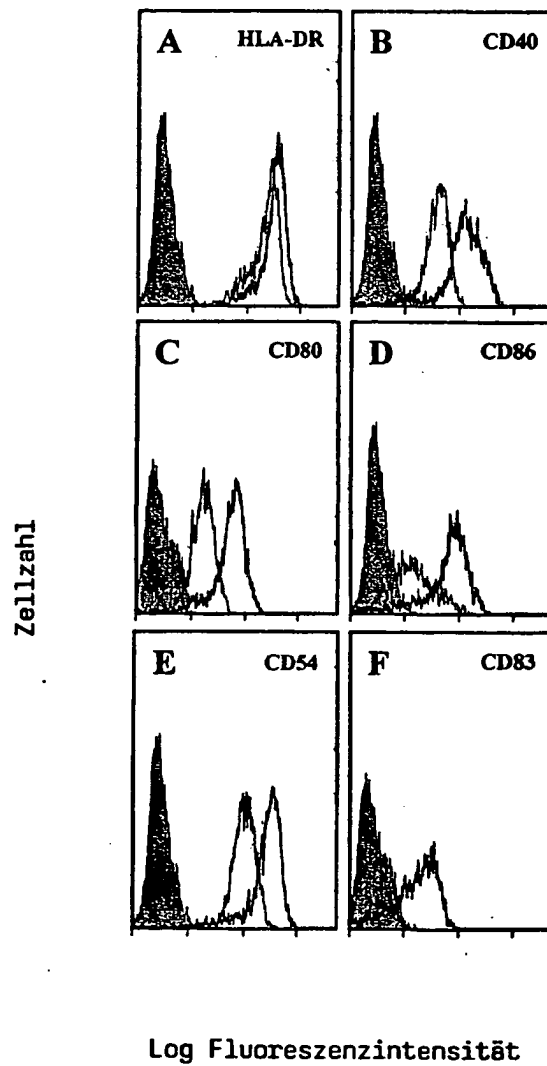 A HLA-DR
B CD40
C CD80
D CD86
E CD54
F CD83
Zellzahl
Log Fluoreszenzintensität